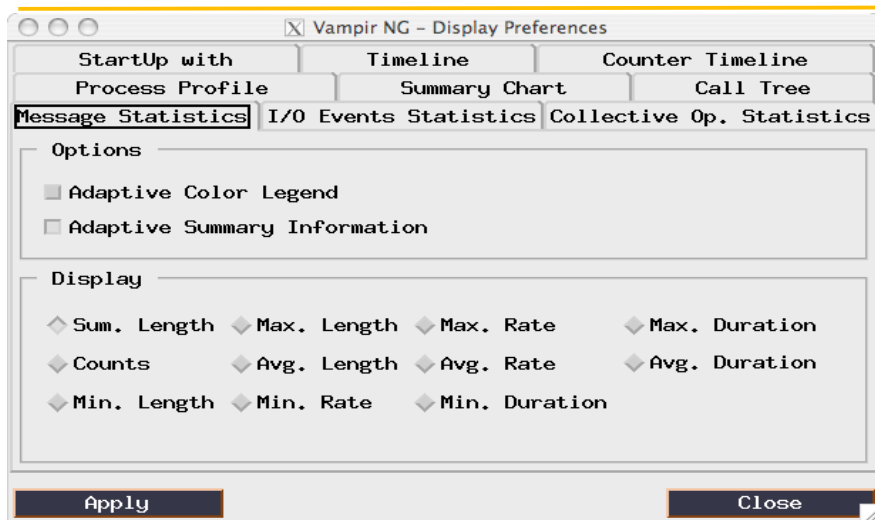 Vampir NG - Display Preferences
StartUp with Timeline Counter Timeline
Process Profile Summary Chart Call Tree
Message Statistics I/O Events Statistics Collective Op. Statistics
Options
Adaptive Color Legend
Adaptive Summary Information
Display
Sum. Length Max. Length Max. Rate Max. Duration
Counts Avg. Length Avg. Rate Avg. Duration
Min. Length Min. Rate Min. Duration
Apply Close